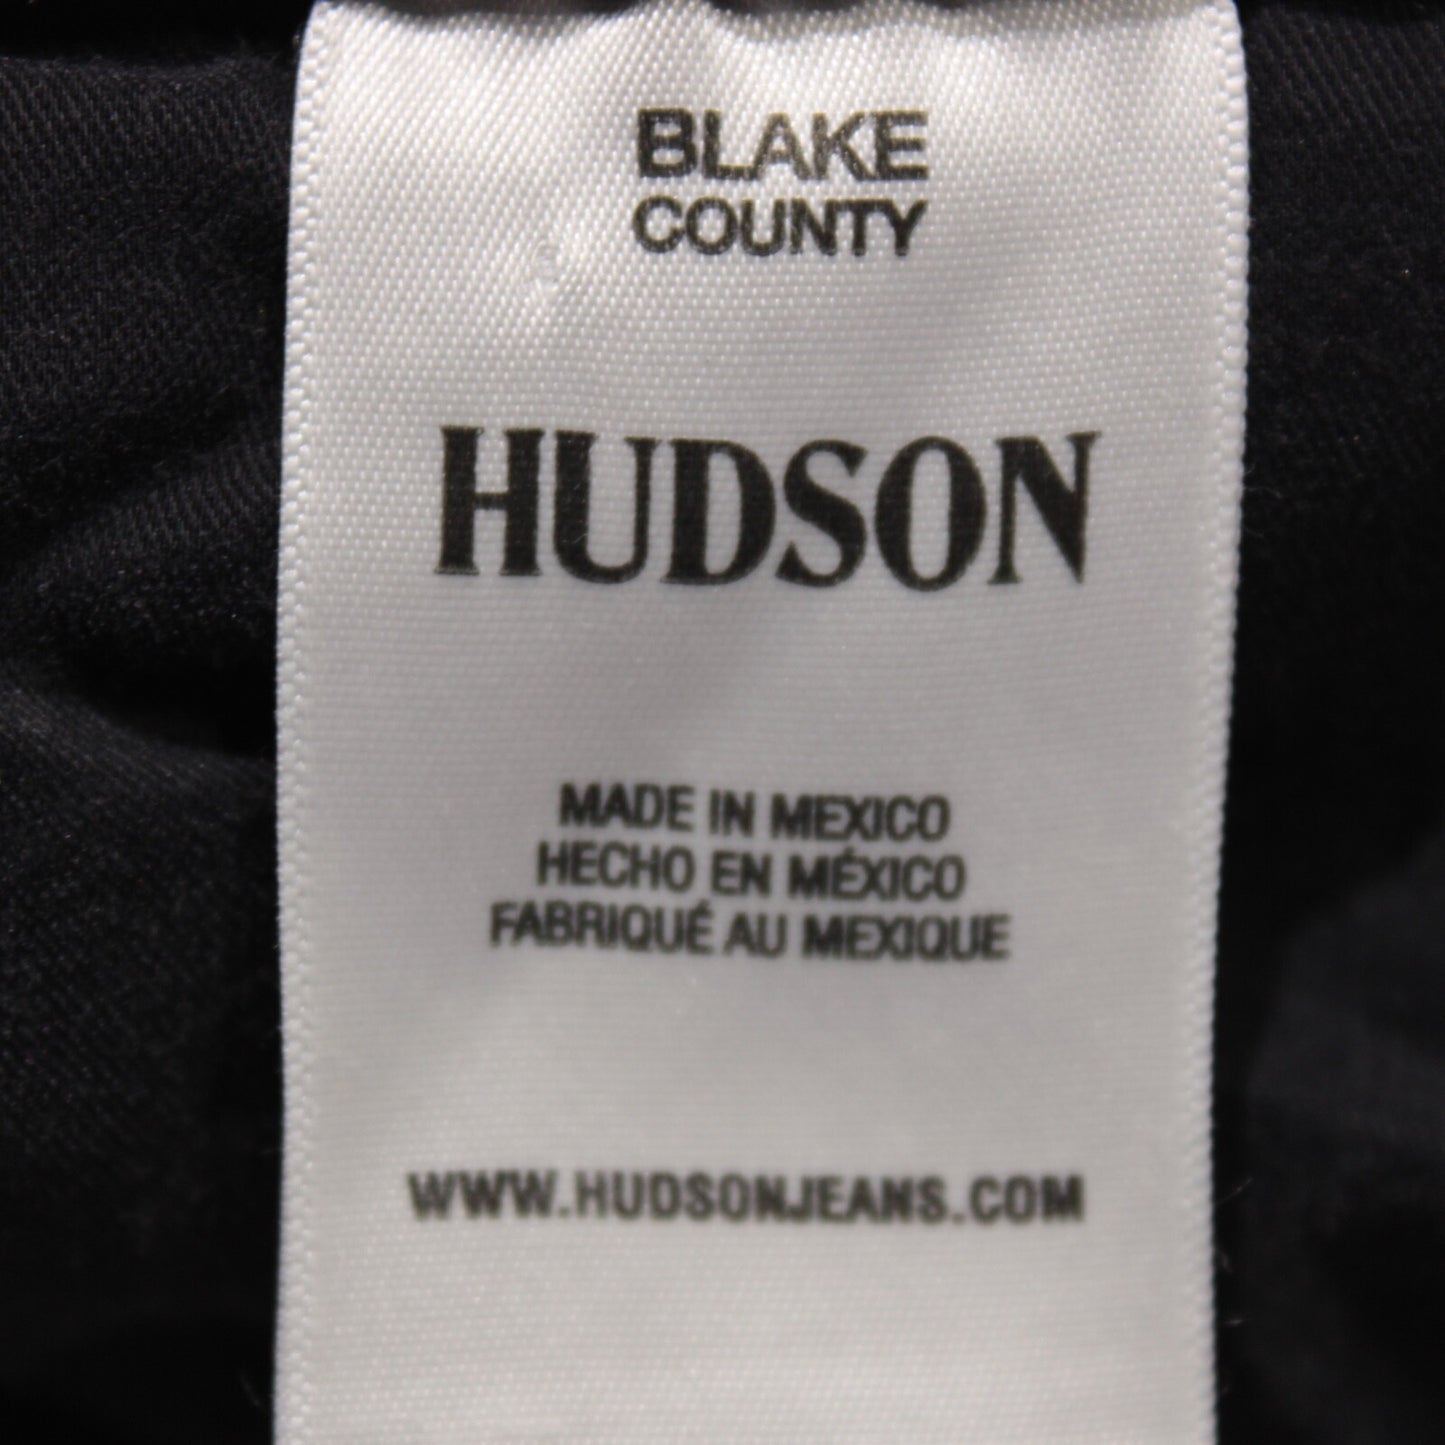 BLAKE
COUNTY
HUDSON
MADE IN MEXICO
HECHO EN MÉXICO
FABRIQUÉ AU MEXIQUE
WWW.HUDSONJEANS.COM